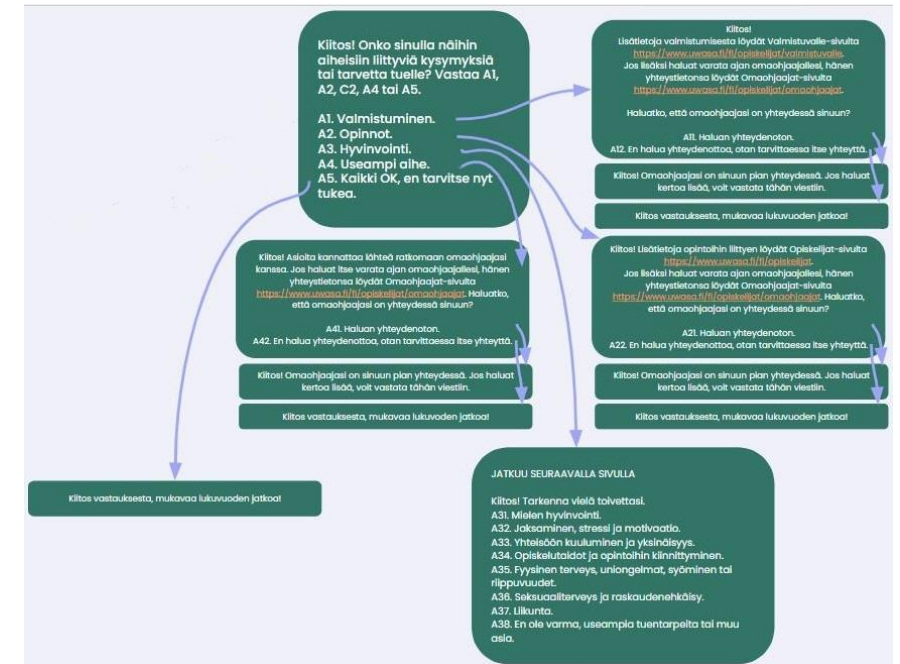 Kiitos! Onko sinulla näihin
aiheisiin liittyviä kysymyksiä
tai tarvetta tuelle? Vastaa A1,
A2, C2, A4 tai A5.
A1. Valmistuminen.
A2. Opinnot.
A3. Hyvinvointi.
A4. Useampi aihe.
A5. Kaikki OK, en tarvitse nyt
tukea.
Kiitos!
Lisätietoja valmistumisesta löydät Valmistuvalle-sivulta
https://www.uwasa.fi/fi/opiskelijat/valmistuvalle.
Jos lisäksi haluat varata ajan omaohjaajallesi, hänen
yhteystietonsa löydät Omaohjaajat-sivulta
https://www.uwasa.fi/fi/opiskelijat/omaohjaajat.
Haluatko, että omaohjaajasi on yhteydessä sinuun?
A11. Haluan yhteydenoton.
A12. En halua yhteydenottoa, otan tarvittaessa itse yhteyttä.
Kiitos! Omaohjaajasi on sinuun pian yhteydessä. Jos haluat
kertoa lisää, voit vastata tähän viestiin.
Kiitos vastauksesta, mukavaa lukuvuoden jatkoa!
Kiitos! Asioita kannattaa lähteä ratkomaan omaohjaajasi
kanssa. Jos haluat itse varata ajan omaohjaajallesi, hänen
yhteystietonsa löydät Omaohjaajat-sivulta
https://www.uwasa.fi/fi/opiskelijat/omaohjaajat. Haluatko,
että omaohjaajasi on yhteydessä sinuun?
A41. Haluan yhteydenoton.
A42. En halua yhteydenottoa, otan tarvittaessa itse yhteyttä.
Kiitos! Omaohjaajasi on sinuun pian yhteydessä. Jos haluat
kertoa lisää, voit vastata tähän viestiin.
Kiitos vastauksesta, mukavaa lukuvuoden jatkoa!
Kiitos! Lisätietoja opintoihin liittyen löydät Opiskelijat-sivulta
https://www.uwasa.fi/fi/opiskelijat.
Jos lisäksi haluat varata ajan omaohjaajallesi, hänen
yhteystietonsa löydät Omaohjaajat-sivulta
https://www.uwasa.fi/fi/opiskelijat/omaohjaajat. Haluatko,
että omaohjaajasi on yhteydessä sinuun?
A21. Haluan yhteydenoton.
A22. En halua yhteydenottoa, otan tarvittaessa itse yhteyttä.
Kiitos! Omaohjaajasi on sinuun pian yhteydessä. Jos haluat
kertoa lisää, voit vastata tähän viestiin.
Kiitos vastauksesta, mukavaa lukuvuoden jatkoa!
Kiitos vastauksesta, mukavaa lukuvuoden jatkoa!
JATKUU SEURAAVALLA SIVULLA
Kiitos! Tarkenna vielä toivettasi.
A31. Mielen hyvinvointi.
A32. Jaksaminen, stressi ja motivaatio.
A33. Yhteisöön kuuluminen ja yksinäisyys.
A34. Opiskelutaidot ja opintoihin kiinnittyminen.
A35. Fyysinen terveys, uniongelmat, syöminen tai
riippuvuudet.
A36. Seksuaaliterveys ja raskaudenehkäisy.
A37. Liikunta.
A38. En ole varma, useampia tuentarpeita tai muu
asia.